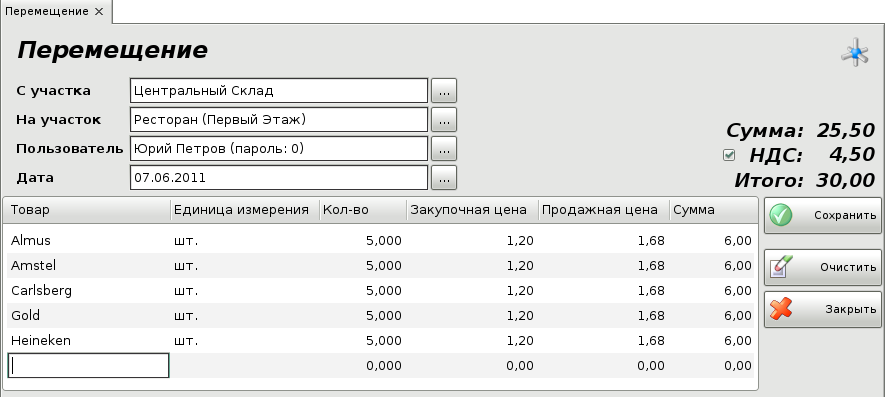 Перемещение ×
Перемещение
С участка Центральный Склад ...
На участок Ресторан (Первый Этаж) ...
Пользователь Юрий Петров (пароль: 0) ...
Дата 07.06.2011 ...
Сумма: 25,50
НДС: 4,50
Итого: 30,00
Товар Единица измерения Кол-во Закупочная цена Продажная цена Сумма
Almus шт. 5,000 1,20 1,68 6,00
Amstel шт. 5,000 1,20 1,68 6,00
Carlsberg шт. 5,000 1,20 1,68 6,00
Gold шт. 5,000 1,20 1,68 6,00
Heineken шт. 5,000 1,20 1,68 6,00
0,000 0,00 0,00 0,00
Сохранить
Очистить
Закрыть